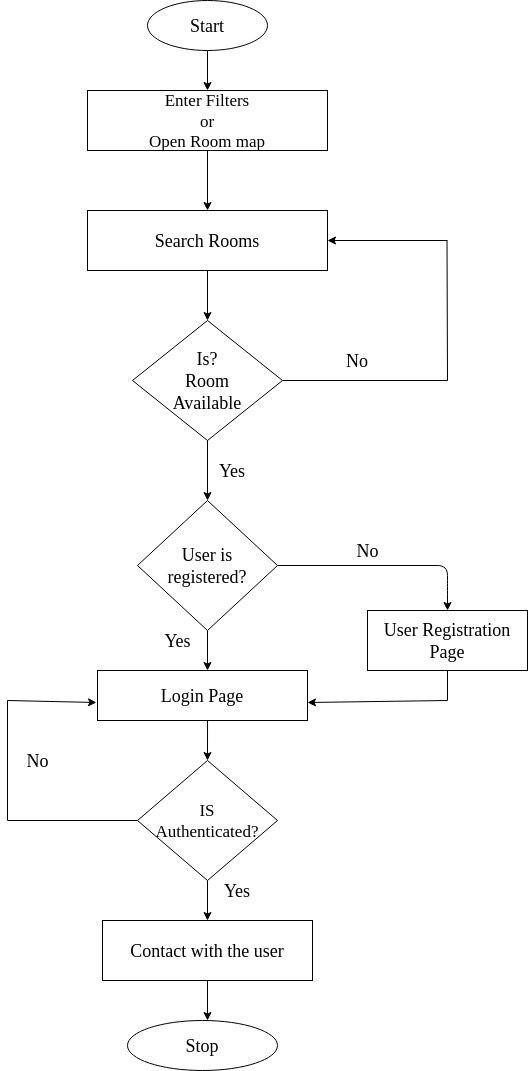 Start
Enter Filters
or
Open Room map
Search Rooms
Is?
Room
Available
No
Yes
User is
registered?
No
Yes
User Registration
Page
Login Page
No
IS
Authenticated?
Yes
Contact with the user
Stop